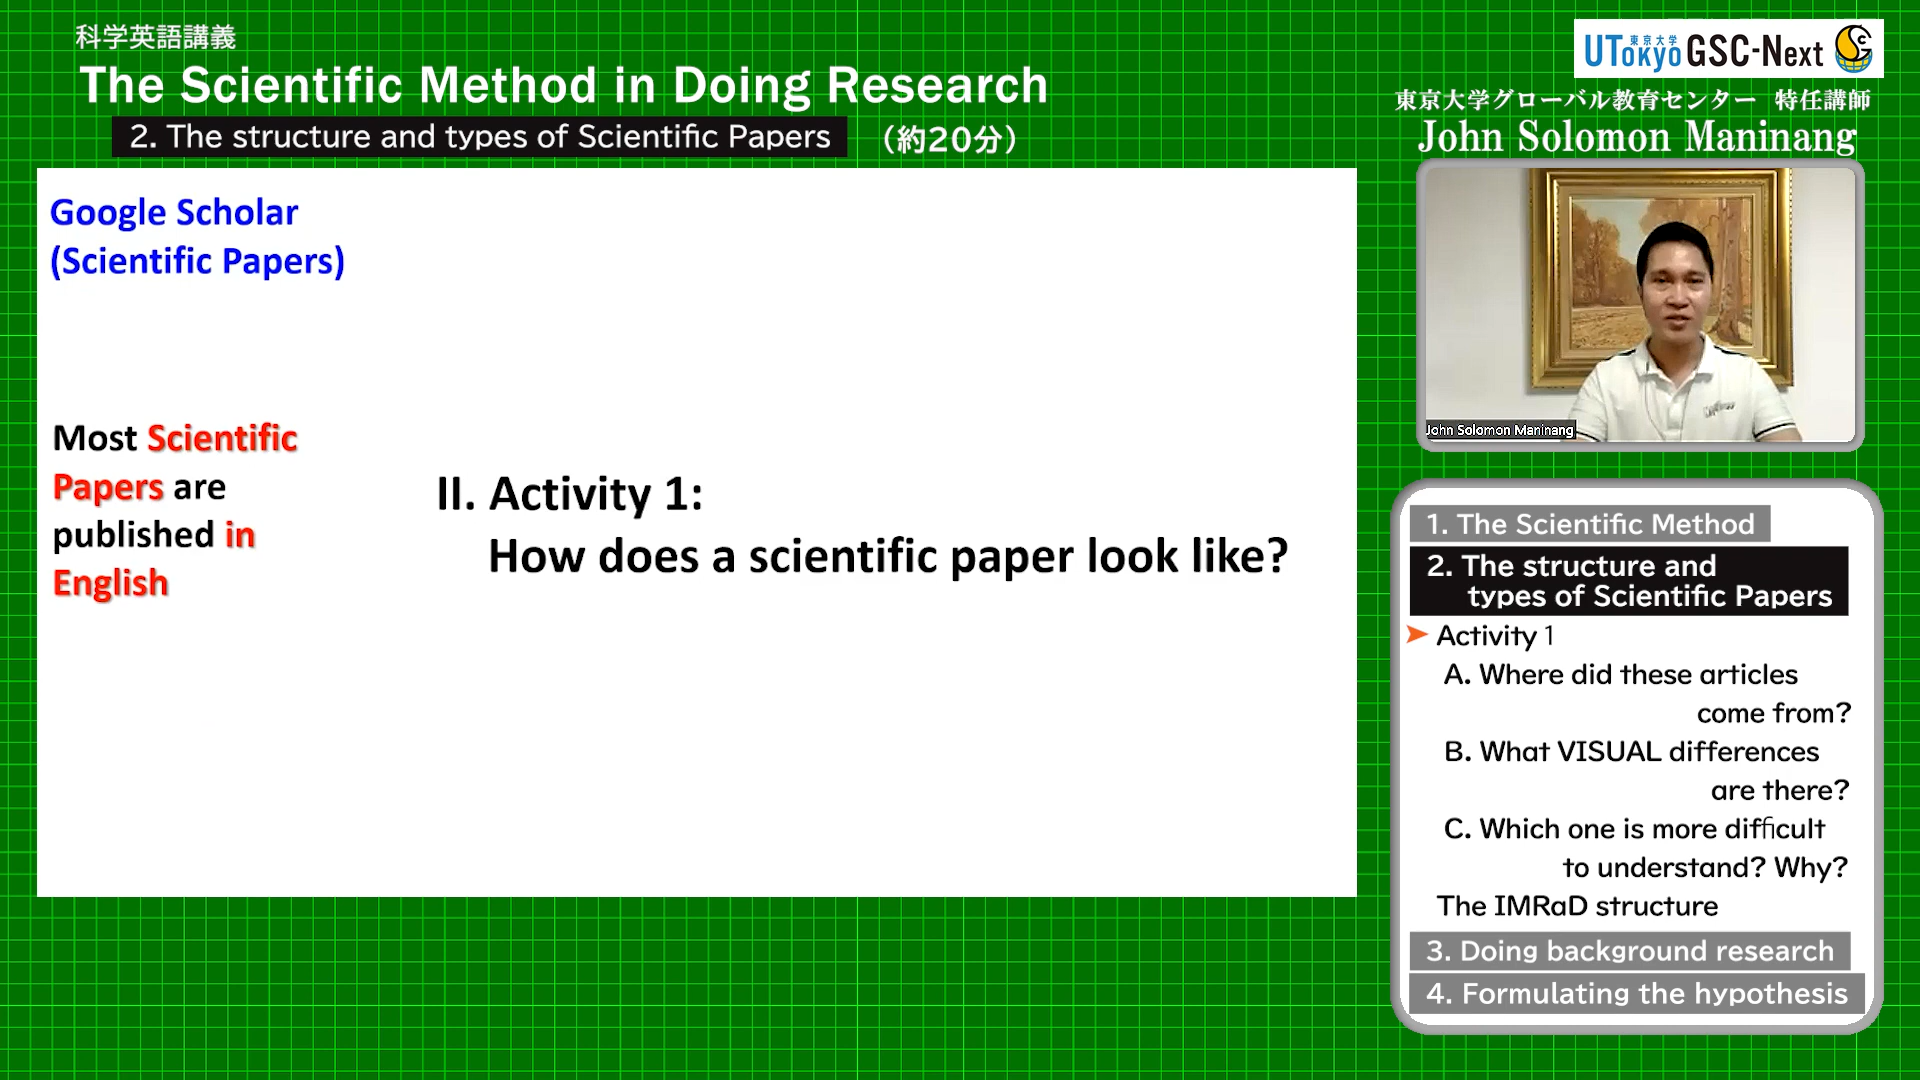 科学英語講義
The Scientific Method in Doing Research
2. The structure and types of Scientific Papers
（約20分）
UTokyo 東京大学 GSC-Next
東京大学グローバル教育センター 特任講師
John Solomon Maninang
Google Scholar
(Scientific Papers)
Most Scientific
Papers are
published in
English
II. Activity 1:
How does a scientific paper look like?
John Solomon Maninang
1. The Scientific Method
2. The structure and
types of Scientific Papers
➤ Activity 1
A. Where did these articles
come from?
B. What VISUAL differences
are there?
C. Which one is more difficult
to understand? Why?
The IMRaD structure
3. Doing background research
4. Formulating the hypothesis